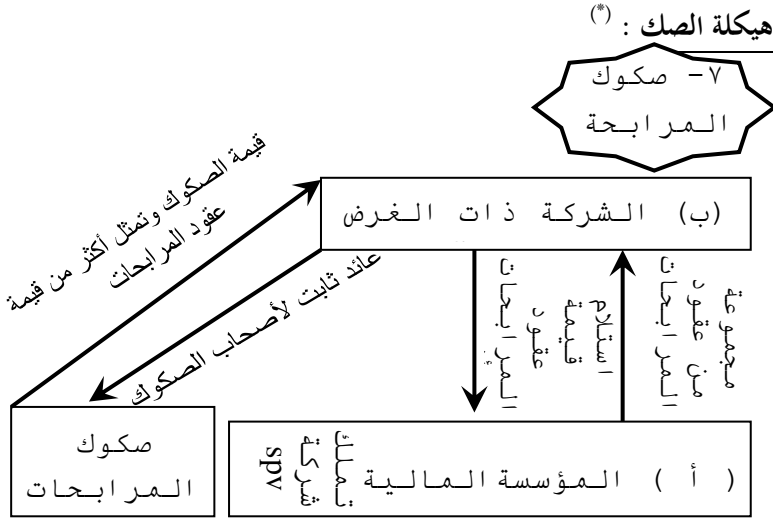 هيكلة الصك : (*)
٧- صكوك
المرابحة
(ب) الشركة ذات الغرض
قيمة الصكوك وتمثل أكثر من قيمة
عقود المرابحات
عائد ثابت لأصحاب الصكوك
استلام
قيمة
عقود
المرابحات
مجموعة
من عقود
المرابحات
( أ ) المؤسسة المالية
تملك
شركة
spv
صكوك
المرابحات